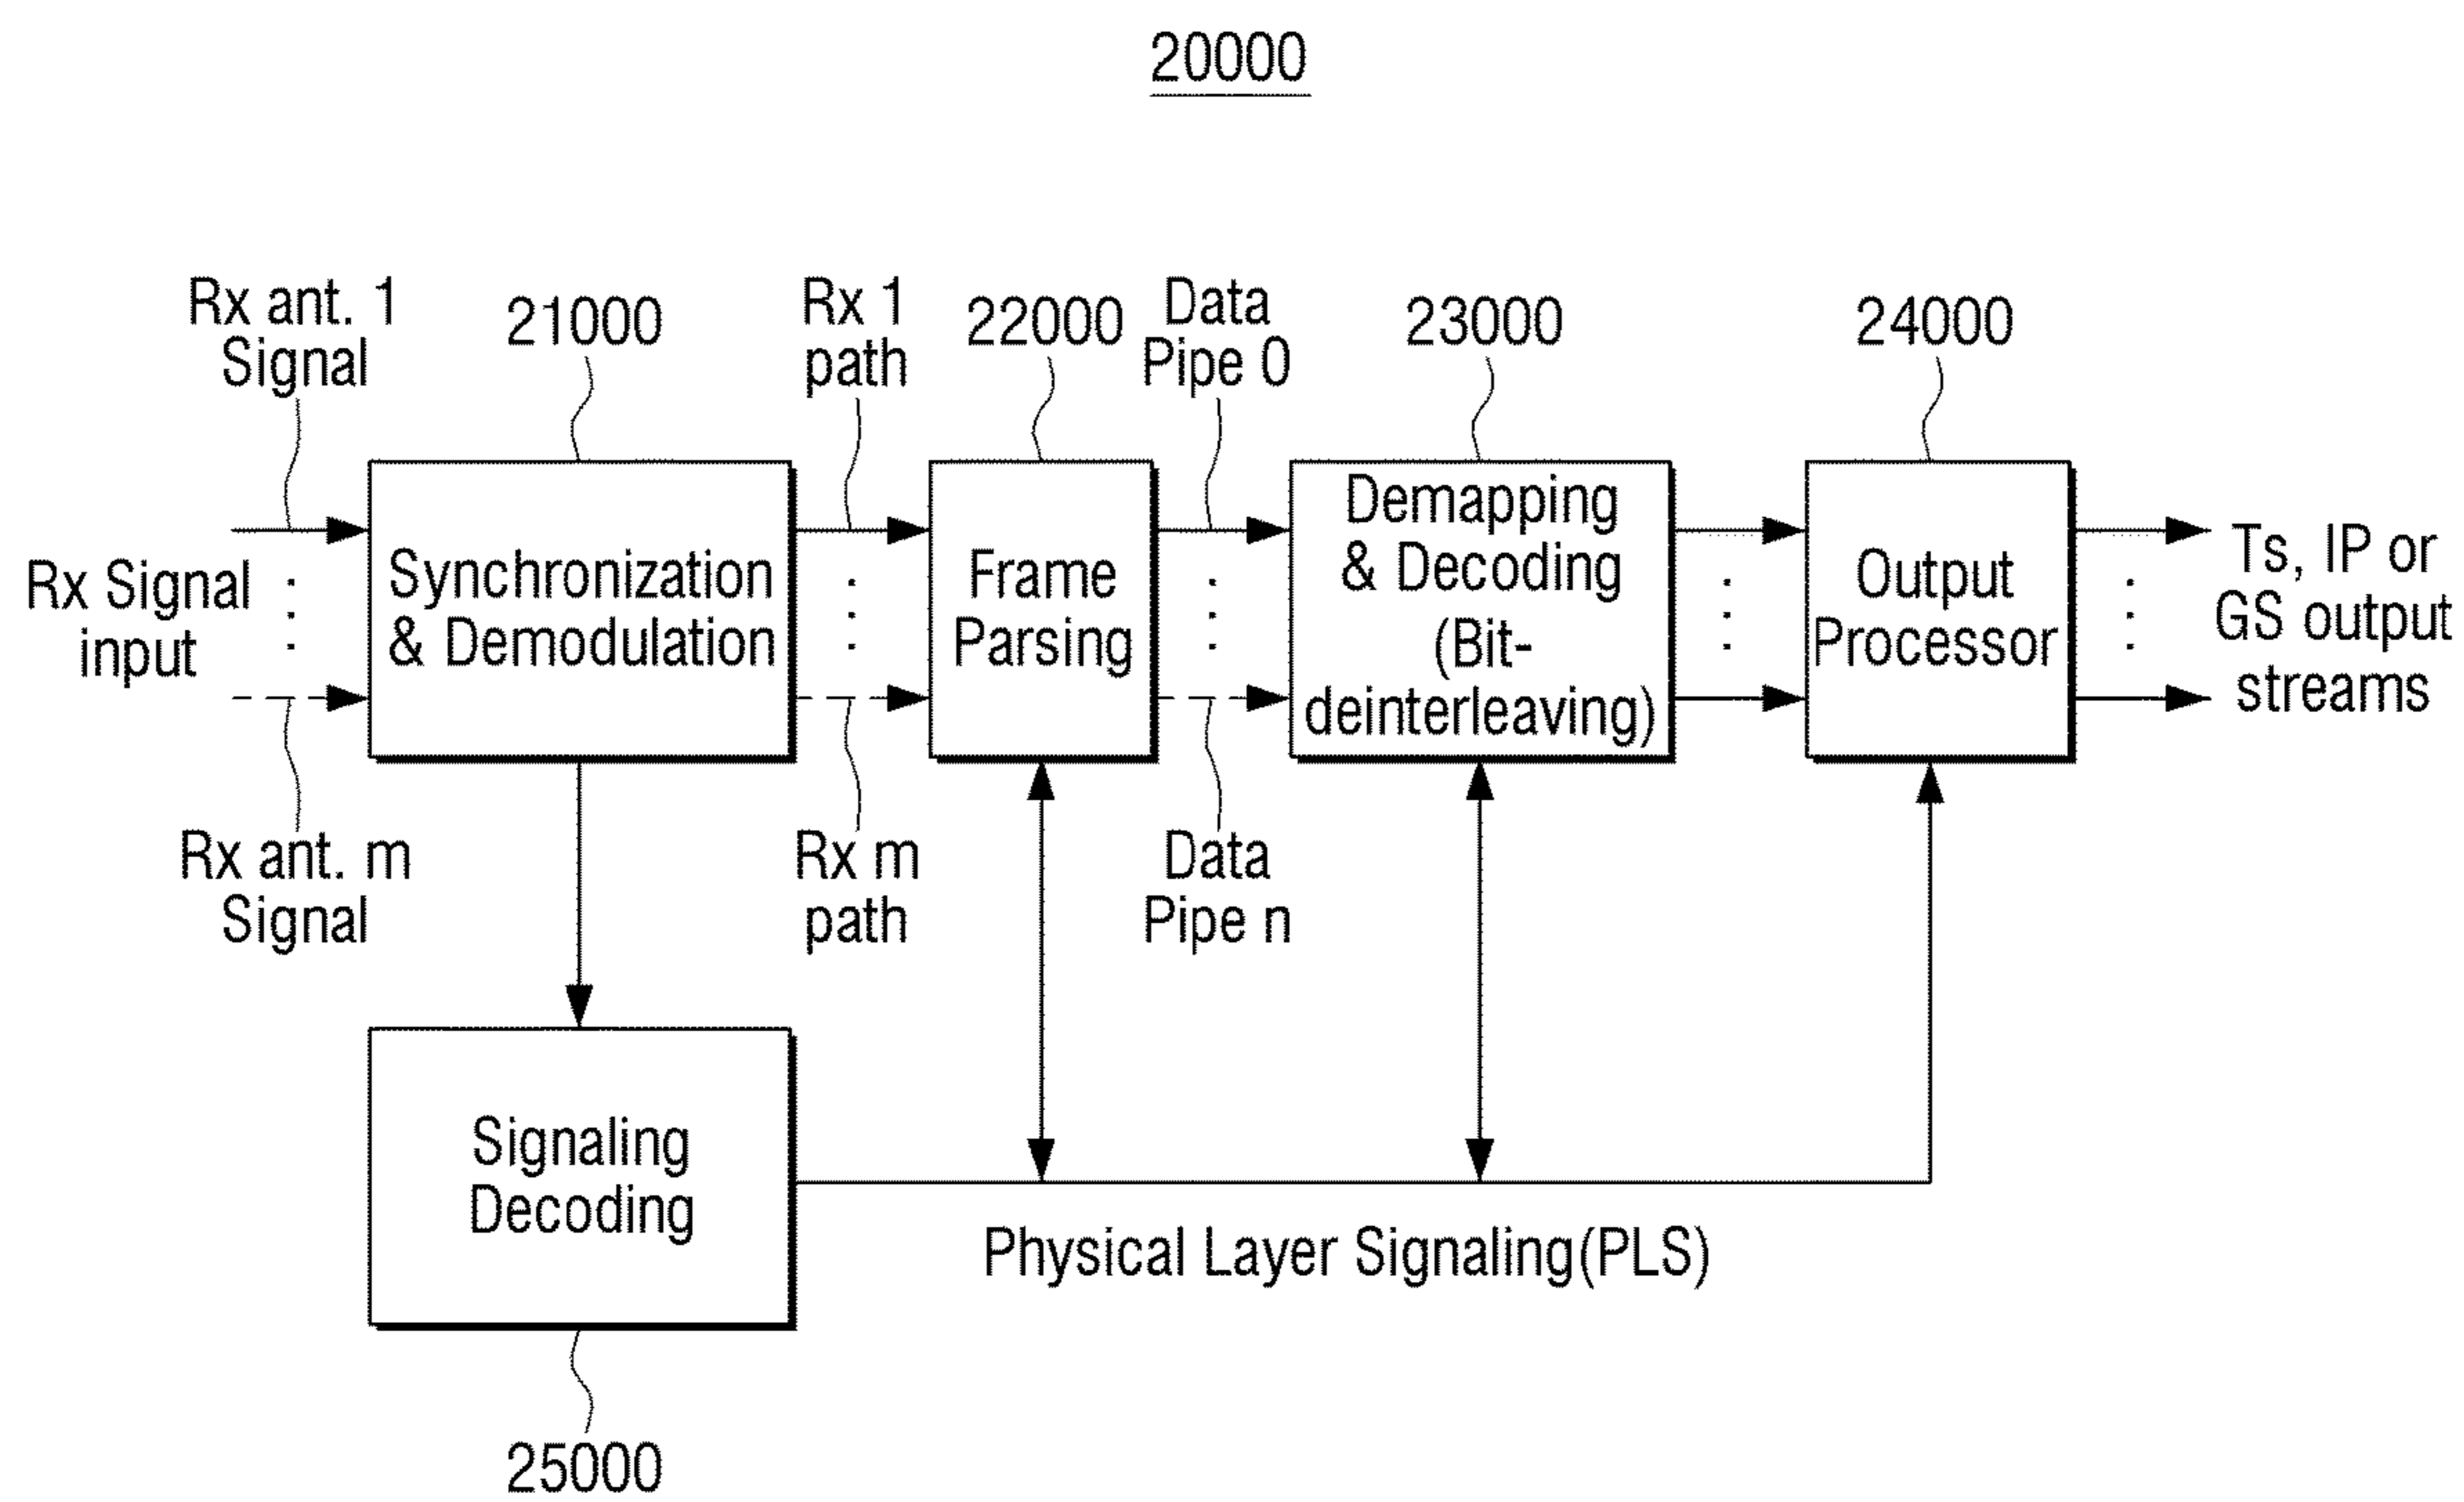 20000
Rx ant. 1
Signal
21000
Rx 1
path
22000
Data
Pipe 0
23000
24000
Rx Signal
input
Synchronization
& Demodulation
Frame
Parsing
Demapping
& Decoding
(Bit-
deinterleaving)
Output
Processor
Ts, IP or
GS output
streams
Rx ant. m
Signal
Rx m
path
Data
Pipe n
Signaling
Decoding
Physical Layer Signaling(PLS)
25000